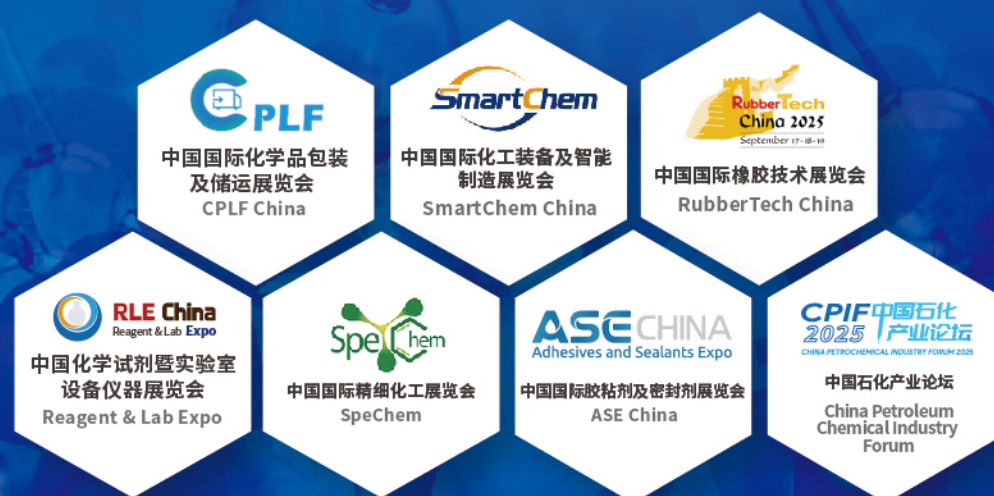 CPLF
中国国际化学品包装
及储运展览会
CPLF China
SmartChem
中国国际化工装备及智能
制造展览会
SmartChem China
RubberTech
China 2025
September 17-18-19
中国国际橡胶技术展览会
RubberTech China
RLE China
Reagent & Lab Expo
中国化学试剂暨实验室
设备仪器展览会
Reagent & Lab Expo
SpeChem
中国国际精细化工展览会
SpeChem
ASE CHINA
Adhesives and Sealants Expo
中国国际胶粘剂及密封剂展览会
ASE China
CPIF 中国石化
2025 产业论坛
CHINA PETROCHEMICAL INDUSTRY FORUM 2025
中国石化产业论坛
China Petroleum
Chemical Industry
Forum